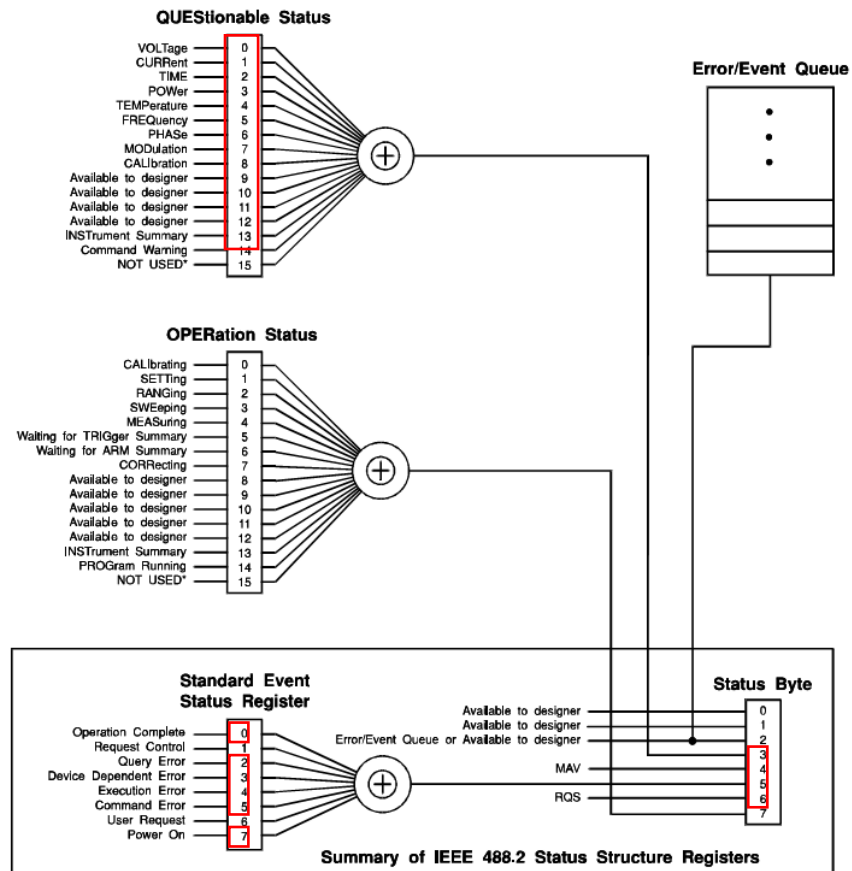 QUEStionable Status
VOLTage 0
CURRent 1
TIME 2
POWer 3
TEMPerature 4
FREQuency 5
PHASe 6
MODulation 7
CALIbration 8
Available to designer 9
Available to designer 10
Available to designer 11
Available to designer 12
INSTrument Summary 13
Command Warning 14
NOT USED* 15
Error/Event Queue
OPERation Status
CALIbrating 0
SETTing 1
RANGing 2
SWEeping 3
MEASuring 4
Waiting for TRIGger Summary 5
Waiting for ARM Summary 6
CORRecting 7
Available to designer 8
Available to designer 9
Available to designer 10
Available to designer 11
Available to designer 12
INSTrument Summary 13
PROGram Running 14
NOT USED* 15
Standard Event
Status Register
Operation Complete 0
Request Control 1
Query Error 2
Device Dependent Error 3
Execution Error 4
Command Error 5
User Request 6
Power On 7
Status Byte
Available to designer 0
Available to designer 1
Error/Event Queue or Available to designer 2
3
MAV 4
5
RQS 6
7
Summary of IEEE 488.2 Status Structure Registers